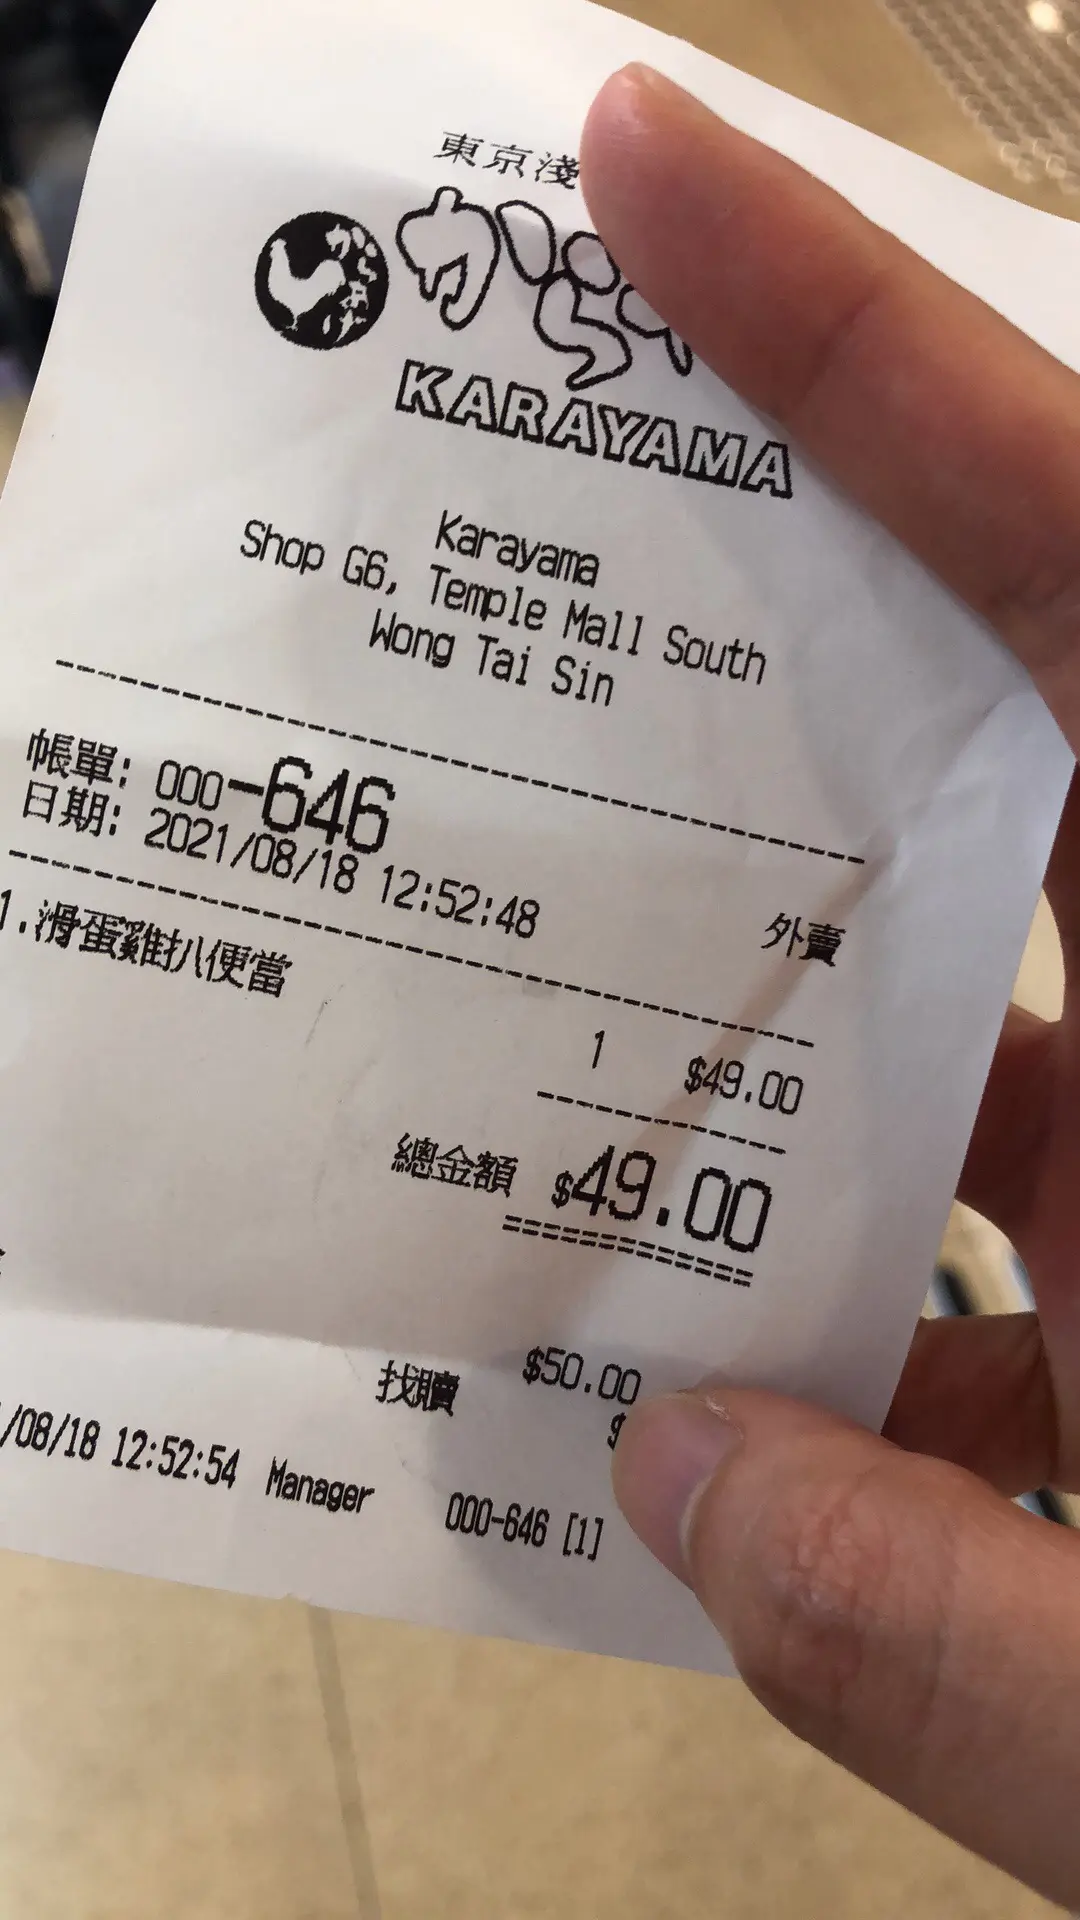 東京淺
から
KARAYAMA
Karayama
Shop G6, Temple Mall South
Wong Tai Sin
帳單: 000-646
日期: 2021/08/18 12:52:48
外賣
1.滑蛋雞扒便當
1 $49.00
總金額 $49.00
$50.00
找贖 $
/08/18 12:52:54 Manager 000-646 [1]